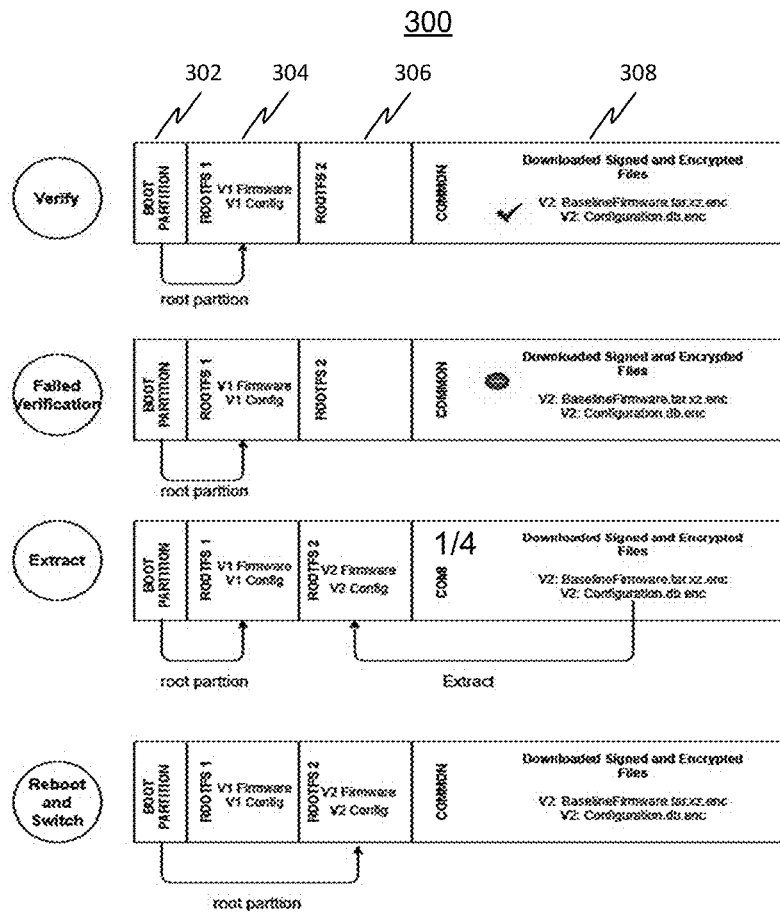 300
302
304
306
308
Verify
BOOT
PARTITION
ROOTFS 1
V1 Firmware
V1 Config
ROOTFS 2
COMMON
Downloaded Signed and Encrypted
Files
V2: BaselineFirmware.tar.xz.enc
V2: Configuration.db.enc
root parttion
Failed
Verification
BOOT
PARTITION
ROOTFS 1
V1 Firmware
V1 Config
ROOTFS 2
COMMON
Downloaded Signed and Encrypted
Files
V2: BaselineFirmware.tar.xz.enc
V2: Configuration.db.enc
root parttion
Extract
BOOT
PARTITION
ROOTFS 1
V1 Firmware
V1 Config
ROOTFS 2
V2 Firmware
V2 Config
1/4
Downloaded Signed and Encrypted
Files
V2: BaselineFirmware.tar.xz.enc
V2: Configuration.db.enc
root parttion
Extract
Reboot
and
Switch
BOOT
PARTITION
ROOTFS 1
V1 Firmware
V1 Config
ROOTFS 2
V2 Firmware
V2 Config
COMMON
Downloaded Signed and Encrypted
Files
V2: BaselineFirmware.tar.xz.enc
V2: Configuration.db.enc
root parttion